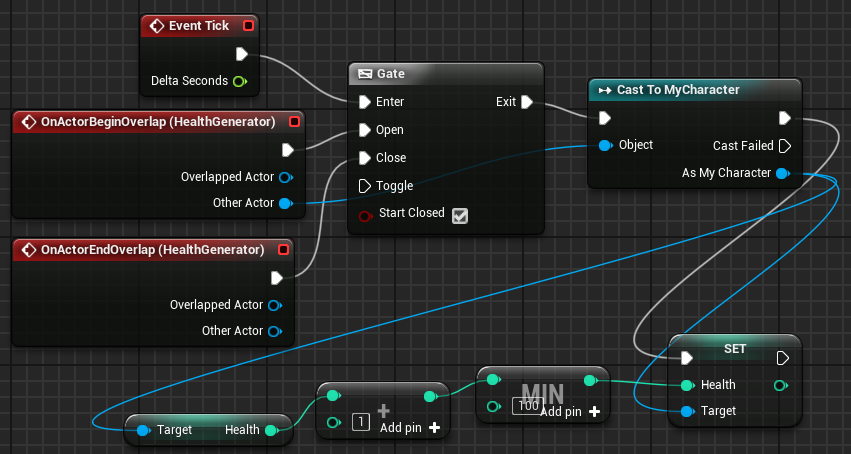 Event Tick
Delta Seconds
OnActorBeginOverlap (HealthGenerator)
Overlapped Actor
Other Actor
OnActorEndOverlap (HealthGenerator)
Overlapped Actor
Other Actor
Gate
Enter Exit
Open
Close
Toggle
Start Closed
Cast To MyCharacter
Object Cast Failed
As My Character
Target Health
+
1
Add pin +
MIN
100
Add pin +
SET
Health
Target